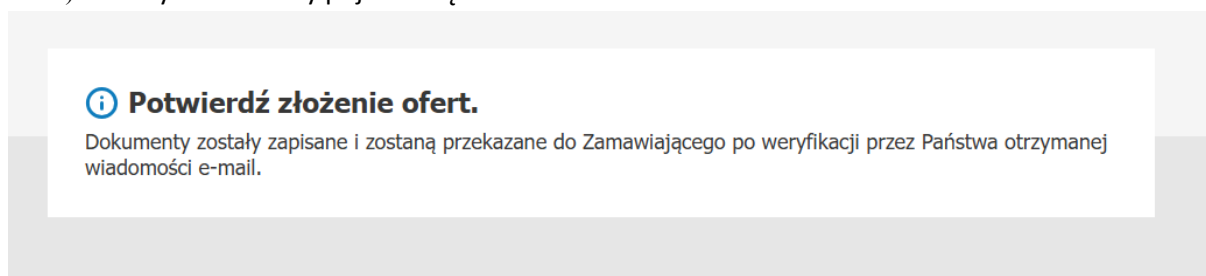 Potwierdź złożenie ofert.
Dokumenty zostały zapisane i zostaną przekazane do Zamawiającego po weryfikacji przez Państwa otrzymanej
wiadomości e-mail.